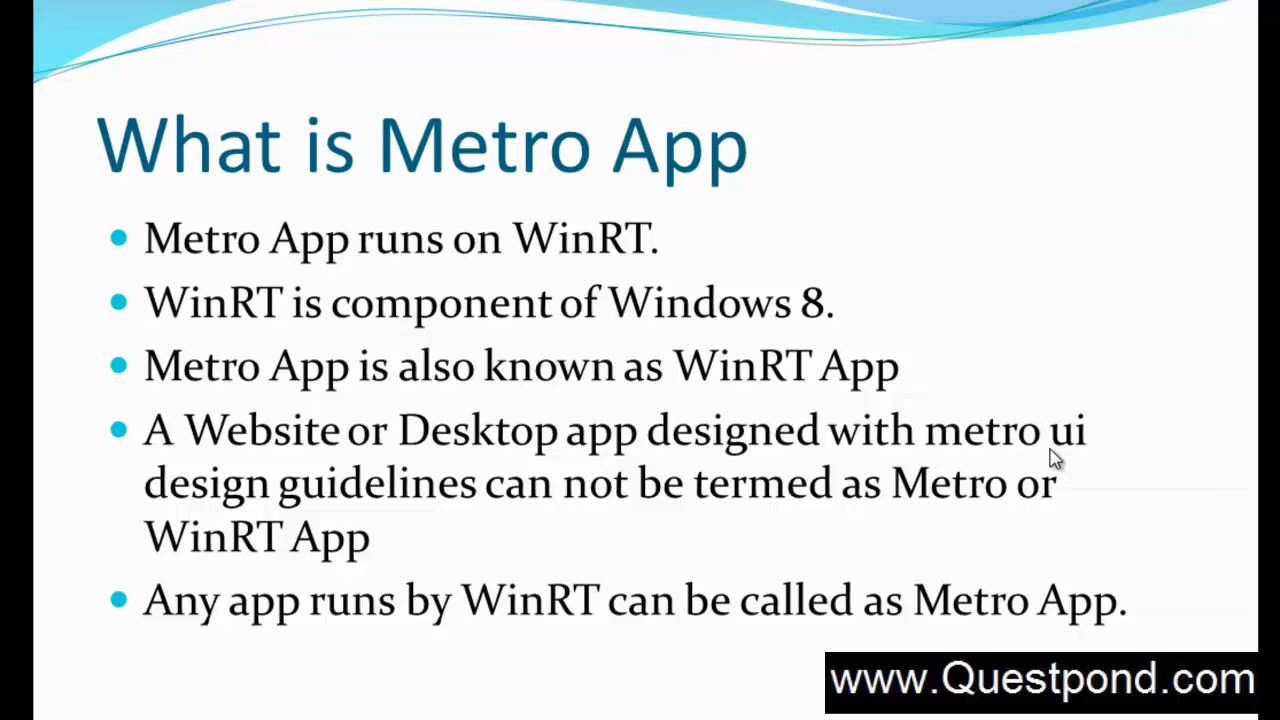 What is Metro App
Metro App runs on WinRT.
WinRT is component of Windows 8.
Metro App is also known as WinRT App
A Website or Desktop app designed with metro ui
design guidelines can not be termed as Metro or
WinRT App
Any app runs by WinRT can be called as Metro App.
www.Questpond.com